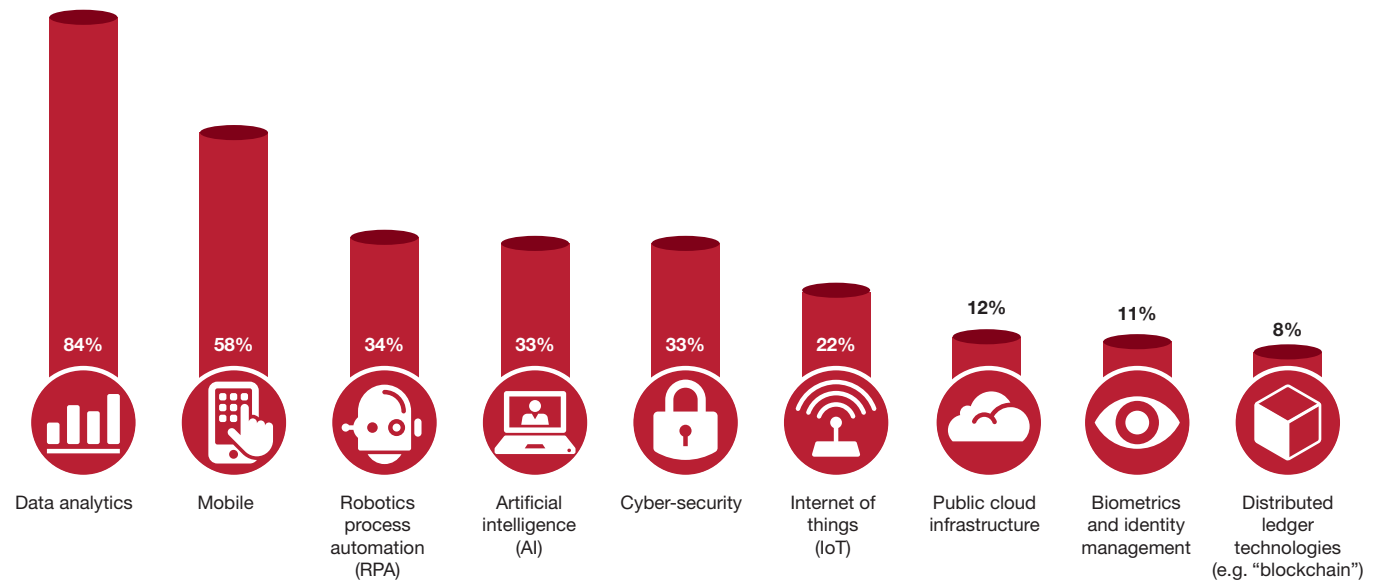 84%
58%
34%
33%
33%
22%
12%
11%
8%
Data analytics
Mobile
Robotics
process
automation
(RPA)
Artificial
intelligence
(AI)
Cyber-security
Internet of
things
(IoT)
Public cloud
infrastructure
Biometrics
and identity
management
Distributed
ledger
technologies
(e.g. “blockchain”)